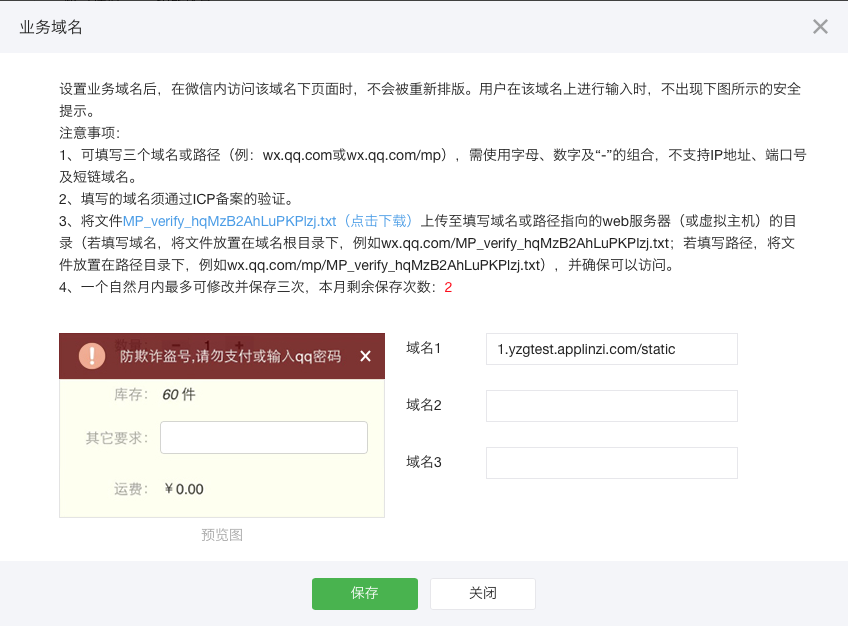 业务域名
设置业务域名后，在微信内访问该域名下页面时，不会被重新排版。用户在该域名上进行输入时，不出现下图所示的安全
提示。
注意事项：
1、可填写三个域名或路径（例：wx.qq.com或wx.qq.com/mp），需使用字母、数字及“-”的组合，不支持IP地址、端口号
及短链域名。
2、填写的域名须通过ICP备案的验证。
3、将文件MP_verify_hqMzB2AhLuPKPlzj.txt（点击下载）上传至填写域名或路径指向的web服务器（或虚拟主机）的目
录（若填写域名，将文件放置在域名根目录下，例如wx.qq.com/MP_verify_hqMzB2AhLuPKPlzj.txt；若填写路径，将文
件放置在路径目录下，例如wx.qq.com/mp/MP_verify_hqMzB2AhLuPKPlzj.txt），并确保可以访问。
4、一个自然月内最多可修改并保存三次，本月剩余保存次数：2
防欺诈盗号,请勿支付或输入qq密码
库存： 60 件
其它要求：
运费： ￥0.00
预览图
域名1 1.yzgtest.applinzi.com/static
域名2
域名3
保存 关闭